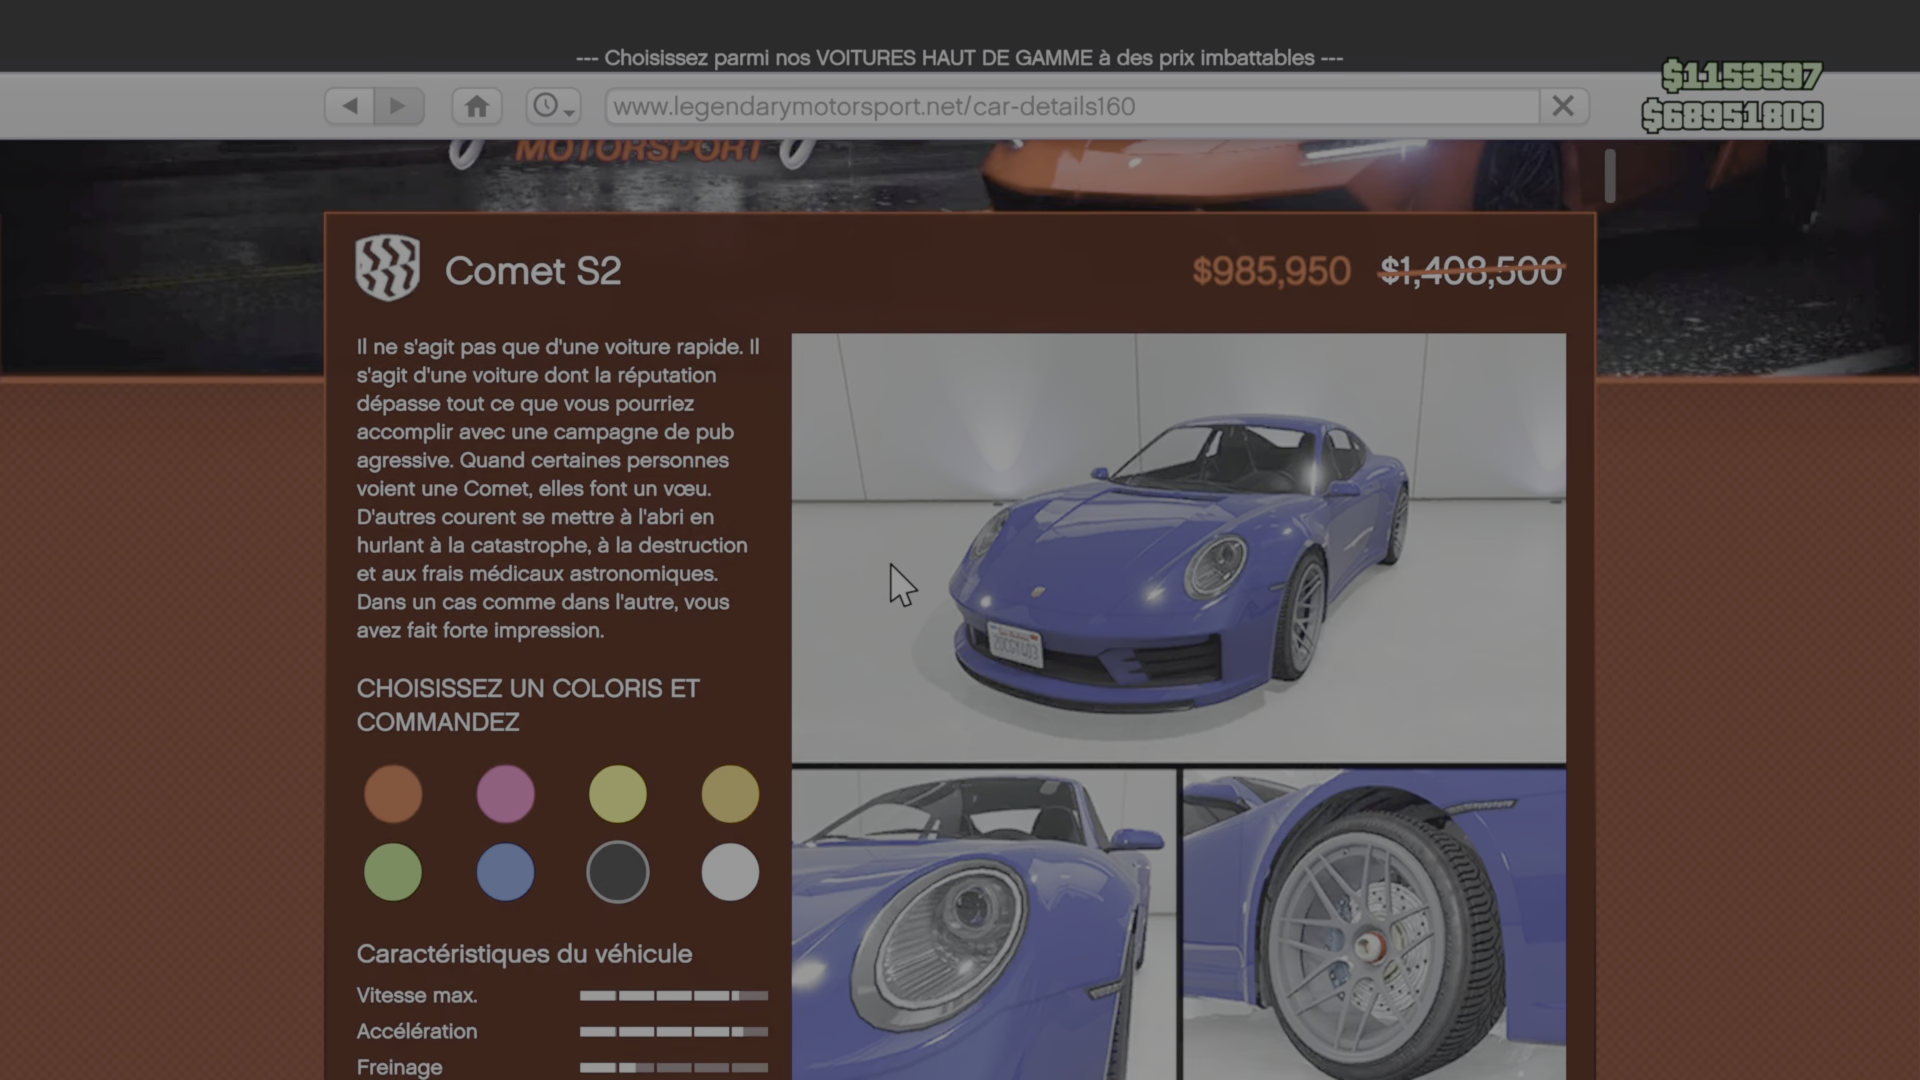 --- Choisissez parmi nos VOITURES HAUT DE GAMME à des prix imbattables ---
$1153597
www.legendarymotorsport.net/car-details160
$68951809
MOTORSPORT
Comet S2
$985,950 $1,408,500
Il ne s'agit pas que d'une voiture rapide. Il
s'agit d'une voiture dont la réputation
dépasse tout ce que vous pourriez
accomplir avec une campagne de pub
agressive. Quand certaines personnes
voient une Comet, elles font un vœu.
D'autres courent se mettre à l'abri en
hurlant à la catastrophe, à la destruction
et aux frais médicaux astronomiques.
Dans un cas comme dans l'autre, vous
avez fait forte impression.
CHOISISSEZ UN COLORIS ET
COMMANDEZ
Caractéristiques du véhicule
Vitesse max.
Accélération
Freinage